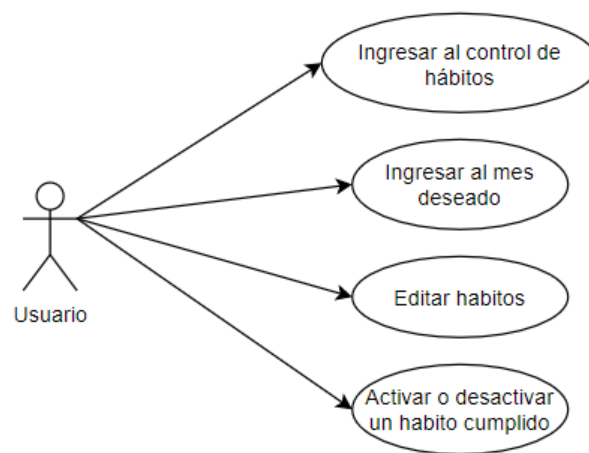 Ingresar al control de
hábitos
Ingresar al mes
deseado
Usuario
Editar habitos
Activar o desactivar
un habito cumplido